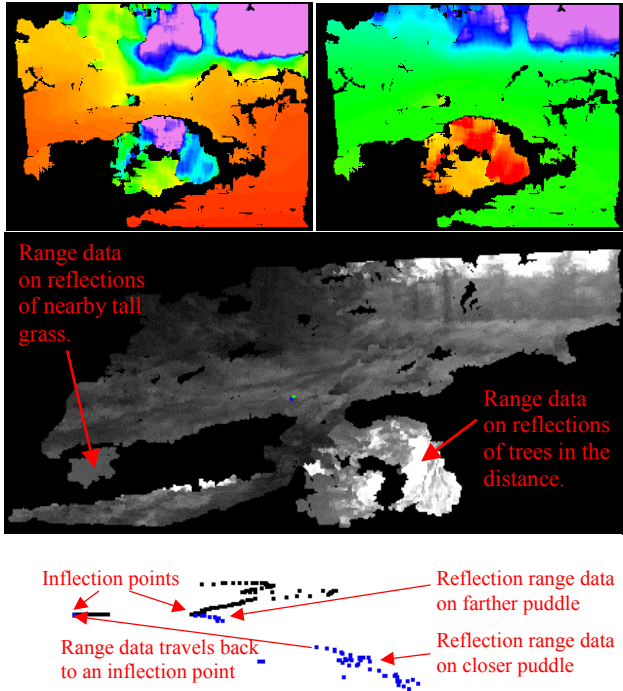 Range data
on reflections
of nearby tall
grass.
Range data
on reflections
of trees in the
distance.
Inflection points
Reflection range data
on farther puddle
Range data travels back
to an inflection point
Reflection range data
on closer puddle